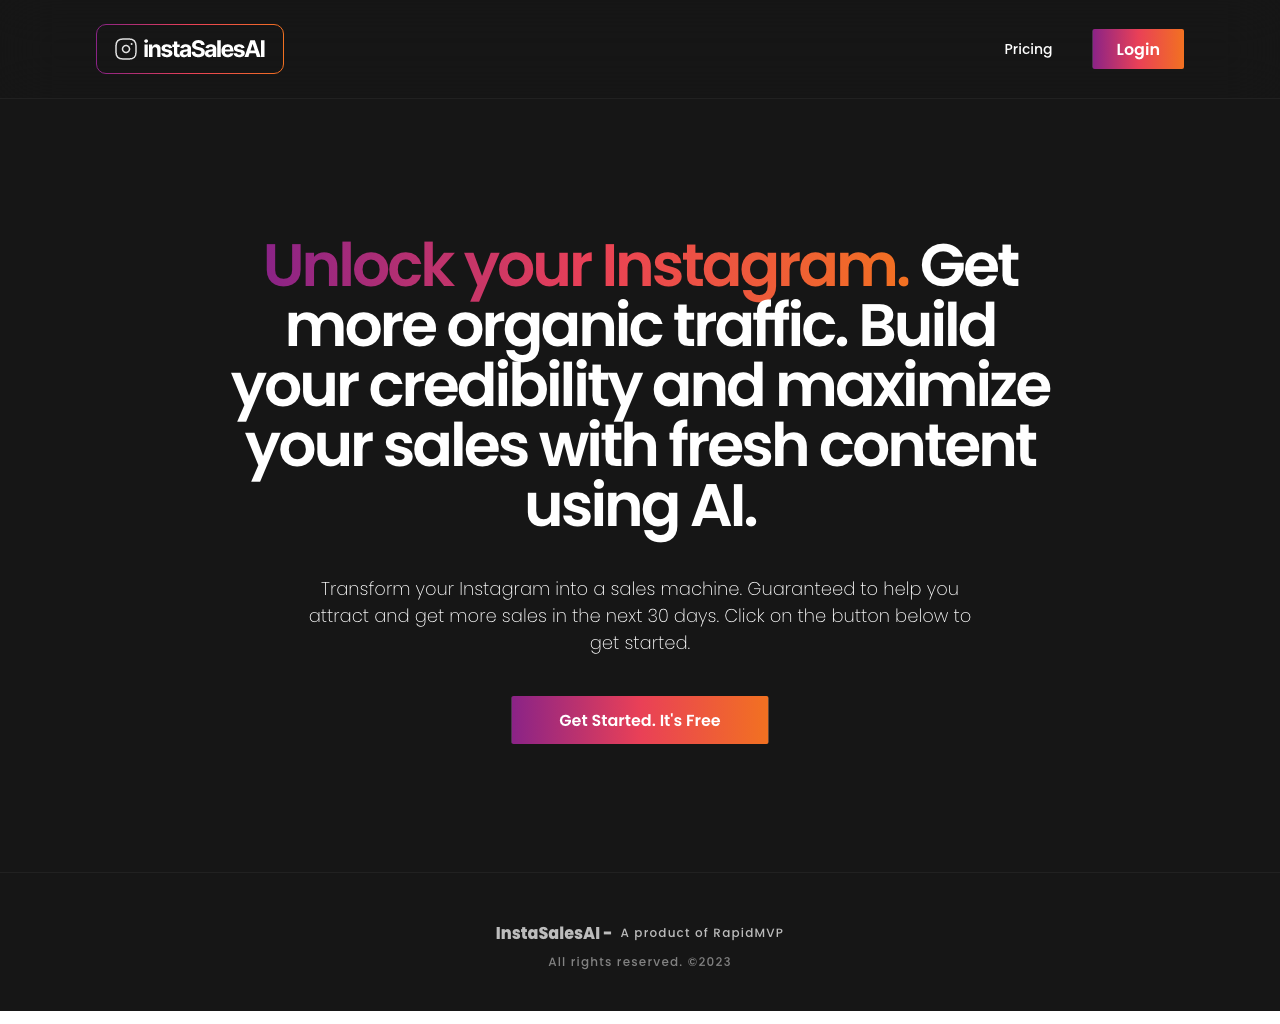 instaSalesAI
Pricing
Login
Unlock your Instagram. Get
more organic traffic. Build
your credibility and maximize
your sales with fresh content
using AI.
Transform your Instagram into a sales machine. Guaranteed to help you
attract and get more sales in the next 30 days. Click on the button below to
get started.
Get Started. It's Free
InstaSalesAI - A product of RapidMVP
All rights reserved. ©2023